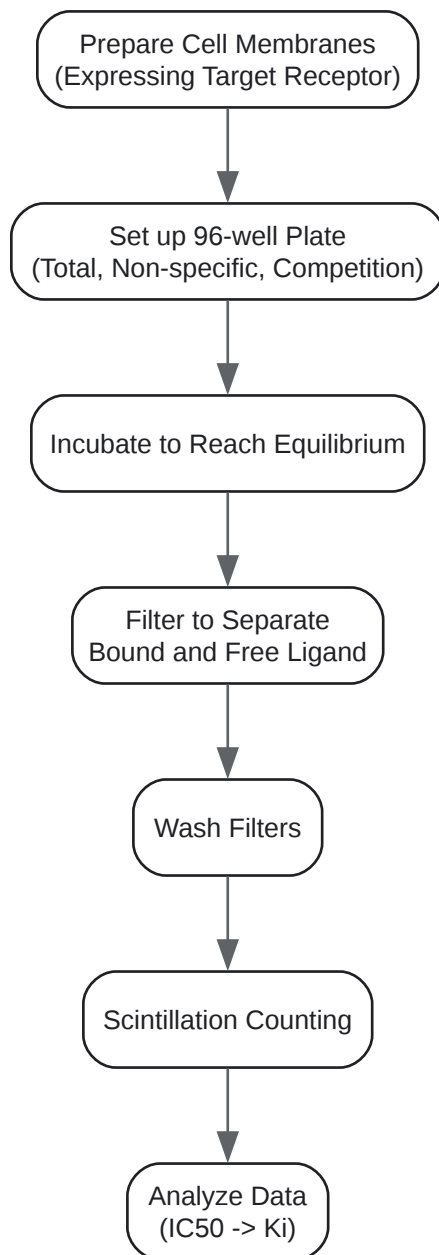 Prepare Cell Membranes
(Expressing Target Receptor)
Set up 96-well Plate
(Total, Non-specific, Competition)
Incubate to Reach Equilibrium
Filter to Separate
Bound and Free Ligand
Wash Filters
Scintillation Counting
Analyze Data
(IC50 -> Ki)